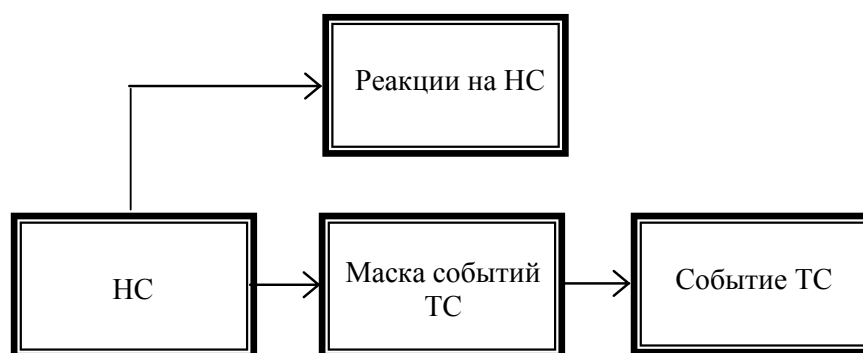 Реакции на НС
НС
Маска событий
ТС
Событие ТС